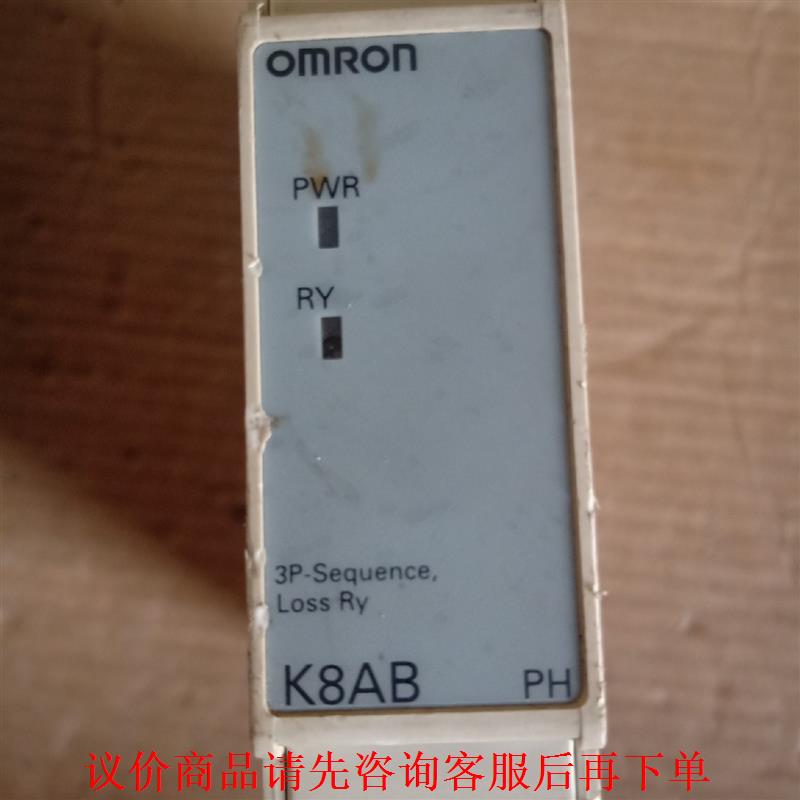 OMRON
PWR
RY
3P-Sequence,
Loss Ry
K8AB PH
议价商品请先咨询客服后再下单